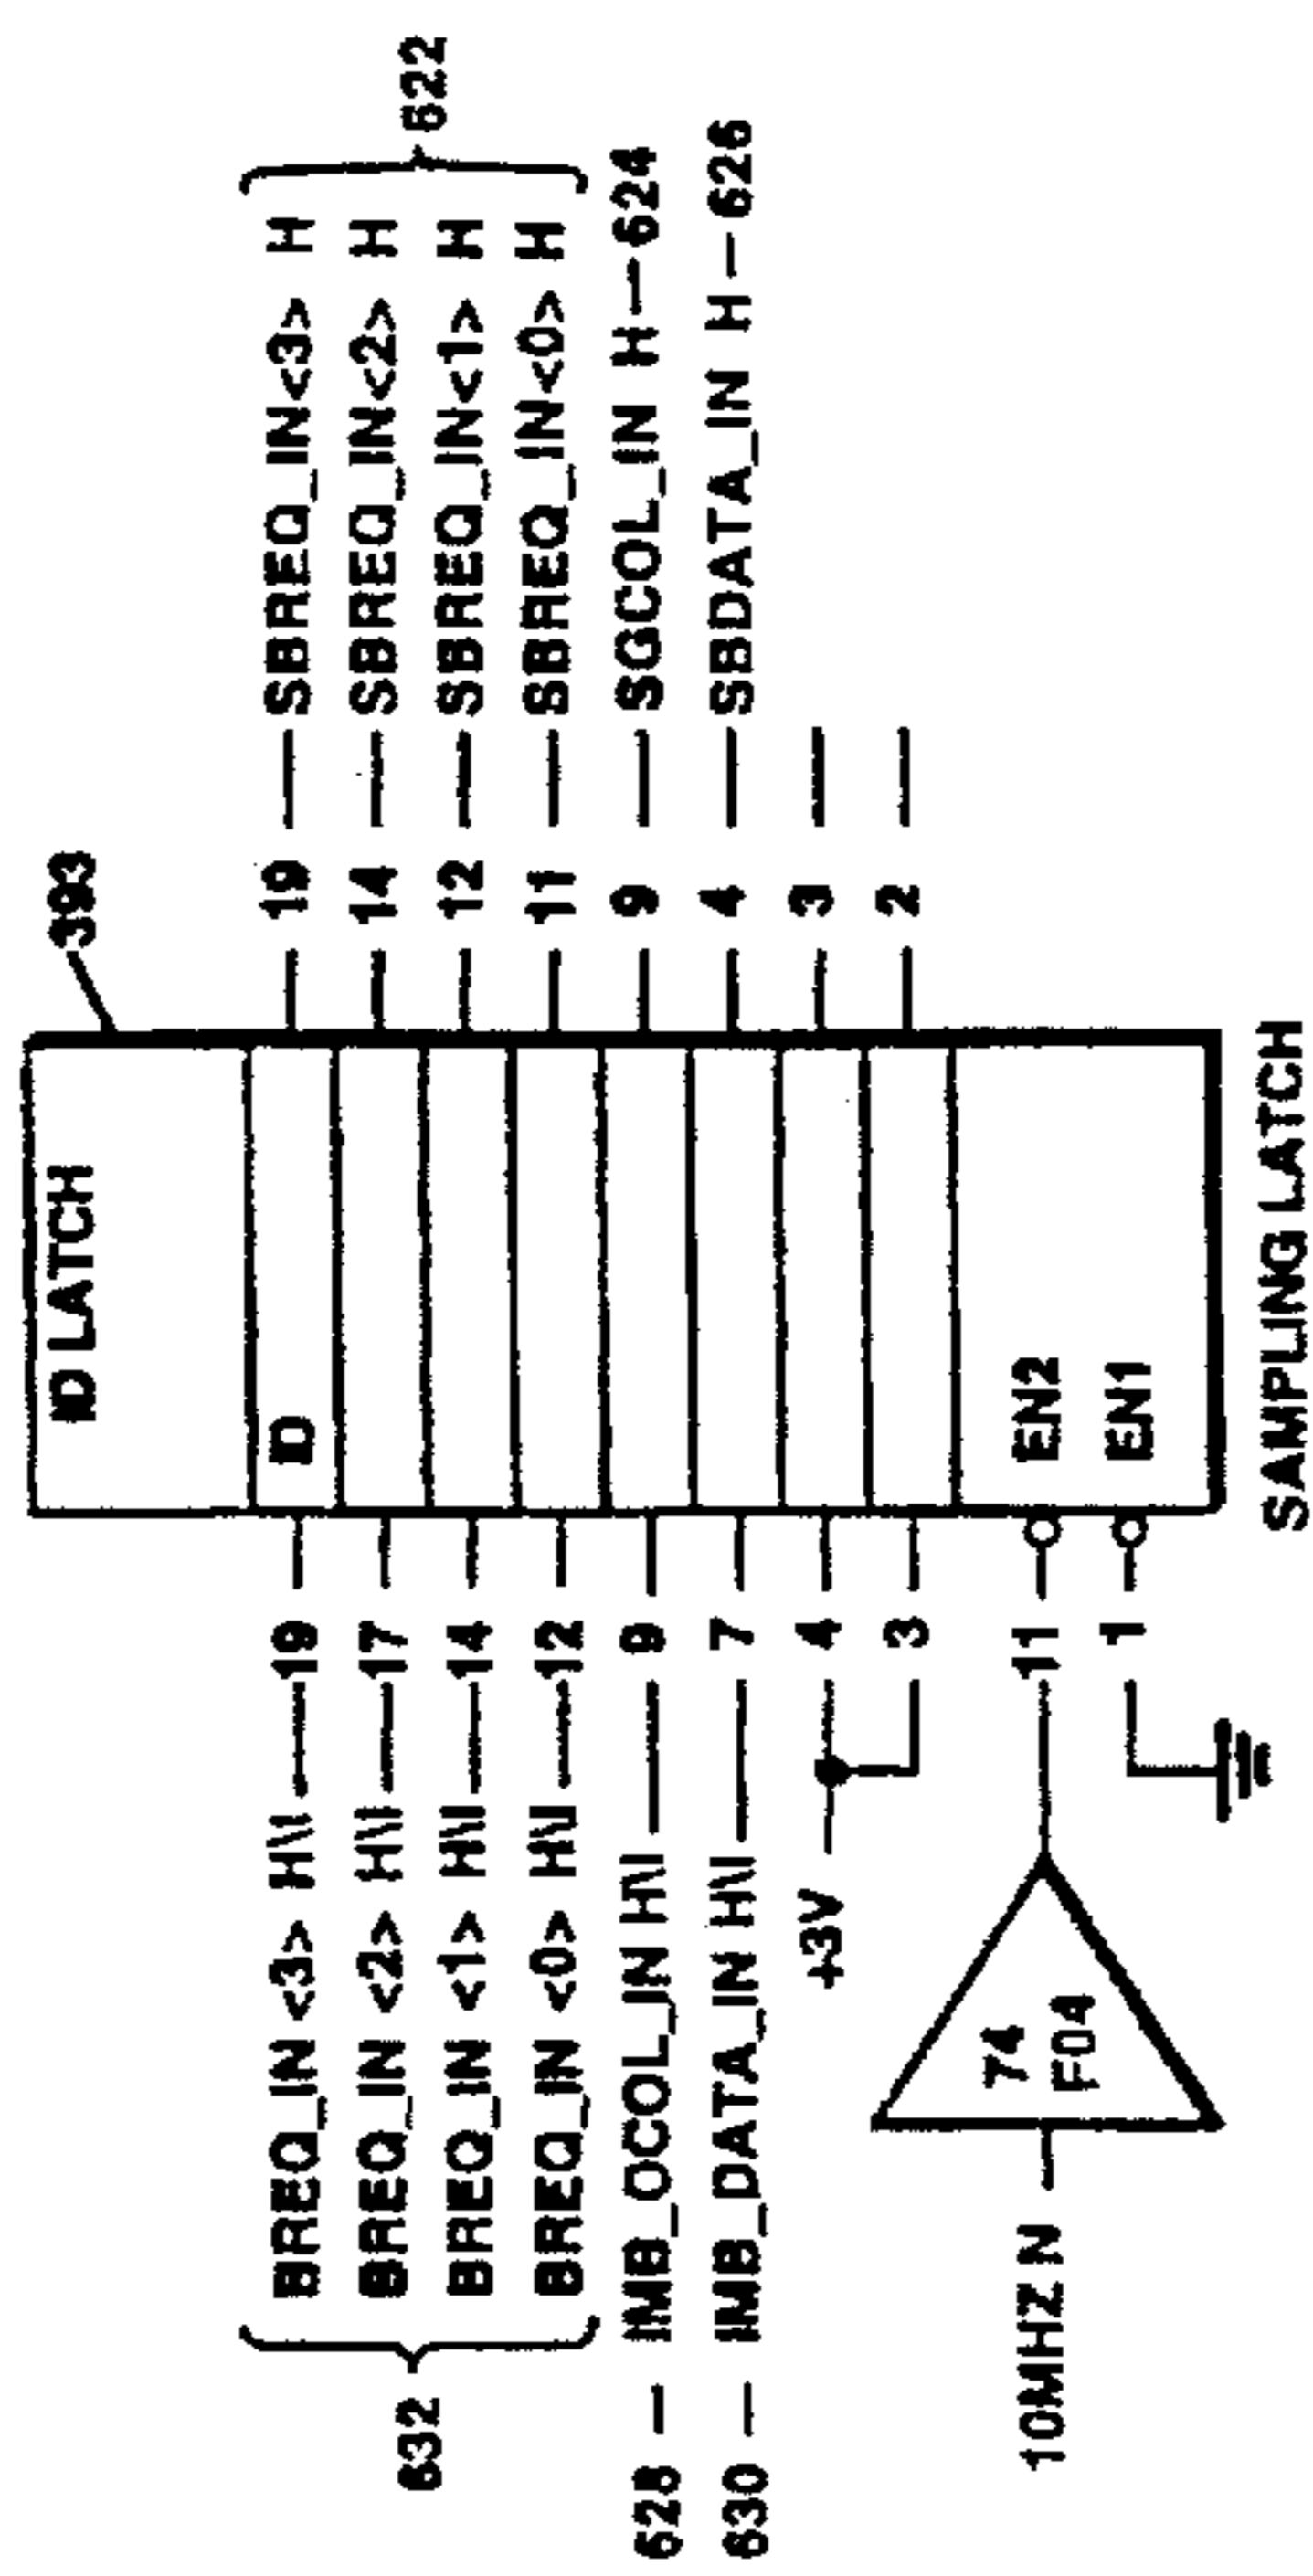 ID LATCH
393
632
BREQ_IN <3> H\I 19 ID 19 SBREQ_IN<3> H
BREQ_IN <2> H\I 17 14 SBREQ_IN<2> H
BREQ_IN <1> H\I 14 12 SBREQ_IN<1> H
BREQ_IN <0> H\I 12 11 SBREQ_IN<0> H
622
628 IMB_OCOL_IN H\I 9 9 SGCOL_IN H 624
630 IMB_DATA_IN H\I 7 4 SBDATA_IN H 626
+3V 4 3
3 2
10MHZ N 74 F04 11 EN2
1 EN1
SAMPLING LATCH